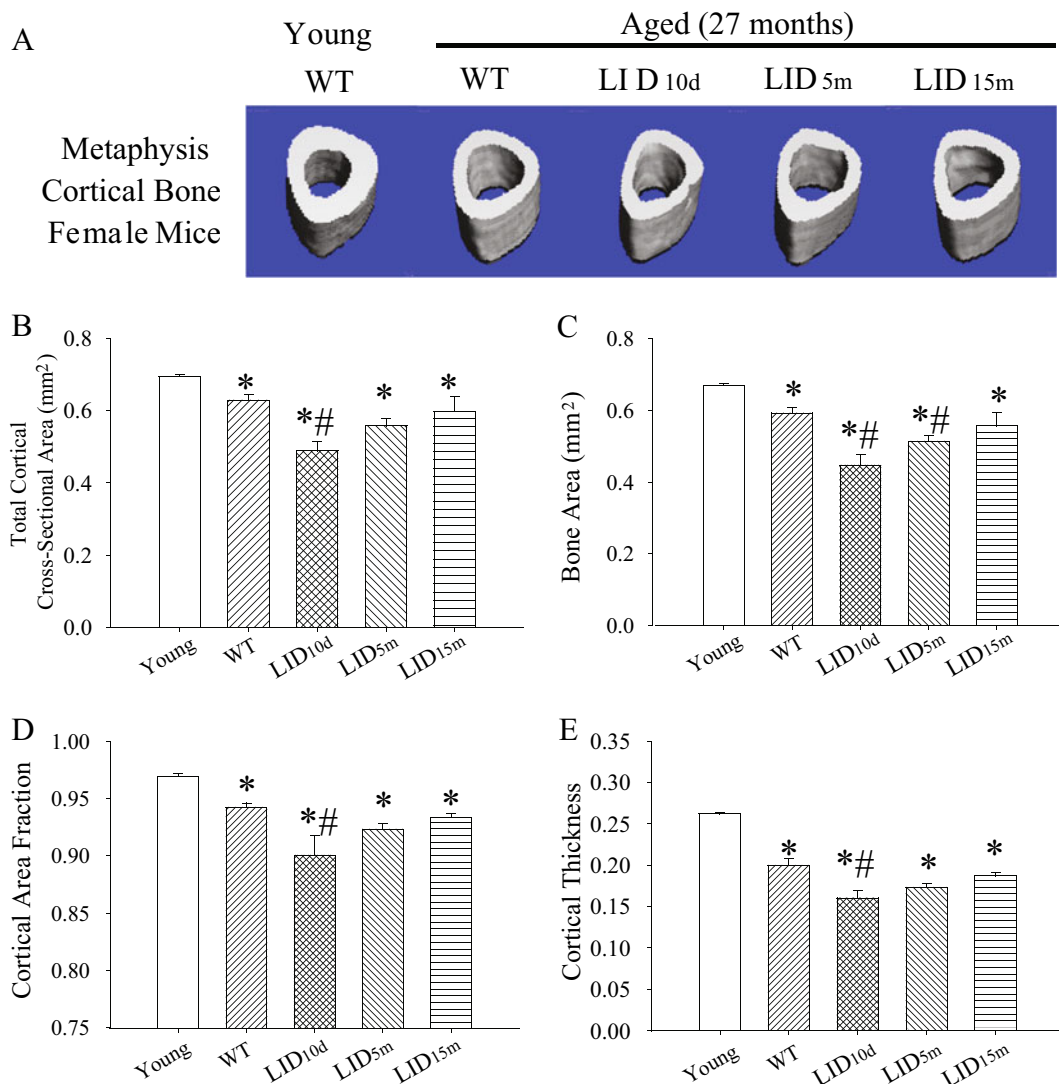 A
Young
Aged (27 months)
WT
WT
LI D 10d
LID 5m
LID 15m
Metaphysis
Cortical Bone
Female Mice
B
Total Cortical
Cross-Sectional Area (mm²)
0.8
0.6
0.4
0.2
0.0
*
*#
*
*
Young
WT
LID10d
LID5m
LID15m
C
Bone Area (mm²)
0.8
0.6
0.4
0.2
0.0
*
*#
*#
*
Young
WT
LID10d
LID5m
LID15m
D
Cortical Area Fraction
1.00
0.95
0.90
0.85
0.80
0.75
*
*#
*
*
Young
WT
LID10d
LID5m
LID15m
E
Cortical Thickness
0.35
0.30
0.25
0.20
0.15
0.10
0.05
0.00
*
*#
*
*
Young
WT
LID10d
LID5m
LID15m